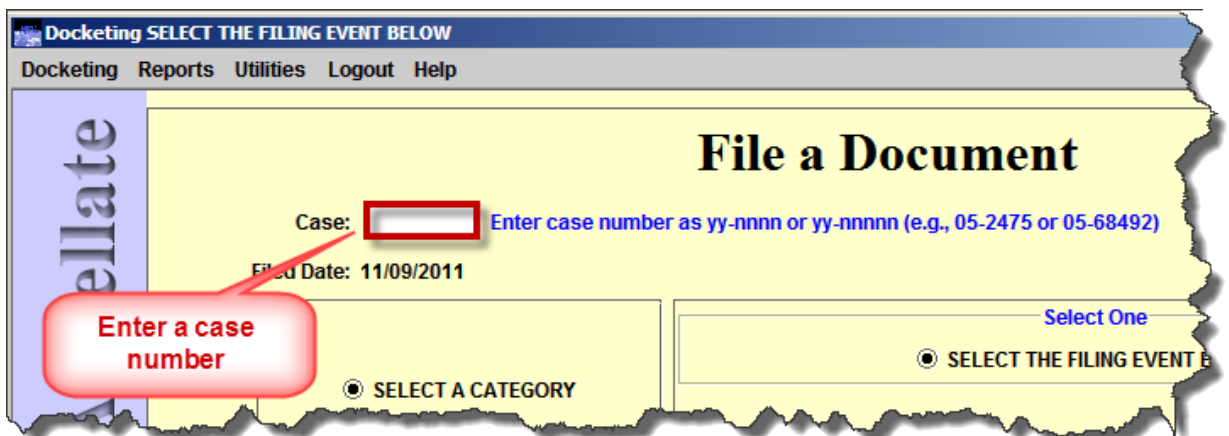 Docketing SELECT THE FILING EVENT BELOW
Docketing Reports Utilities Logout Help
File a Document
Case: Enter case number as yy-nnnn or yy-nnnnn (e.g., 05-2475 or 05-68492)
Filed Date: 11/09/2011
Enter a case
number
Select One
SELECT THE FILING EVENT
SELECT A CATEGORY
ellate